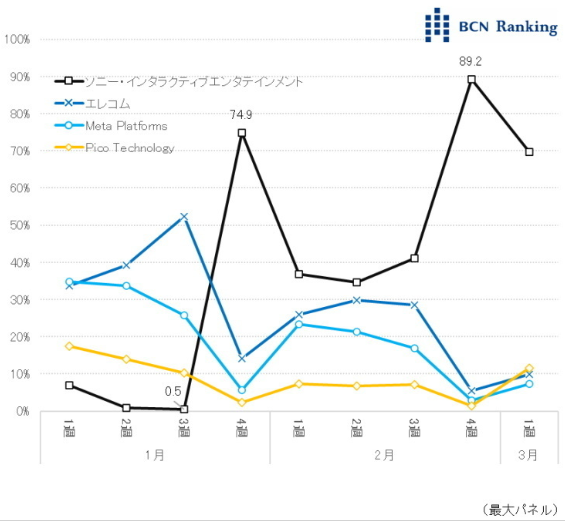 BCN Ranking
100%
90%
80%
70%
60%
50%
40%
30%
20%
10%
0%
ソニー・インタラクティブエンタテインメント
エレコム
Meta Platforms
Pico Technology
89.2
74.9
0.5
1週 2週 3週 4週 1週 2週 3週 4週 1週
1月 2月 3月
（最大パネル）